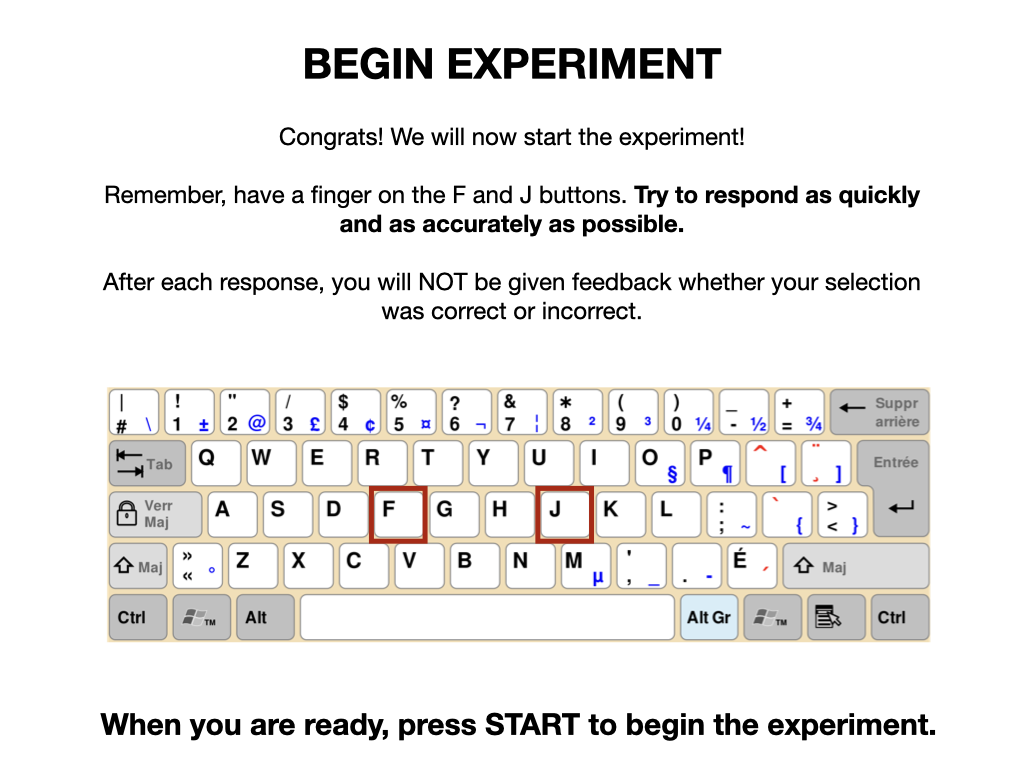 BEGIN EXPERIMENT
Congrats! We will now start the experiment!
Remember, have a finger on the F and J buttons. Try to respond as quickly
and as accurately as possible.
After each response, you will NOT be given feedback whether your selection
was correct or incorrect.
| ! " / $ % ? & * ( ) _ + Suppr
# \ 1 ± 2 @ 3 £ 4 ¢ 5 ¤ 6 ¬ 7 ¦ 8 ² 9 ³ 0 ¼ - ½ = ¾ arrière
Tab Q W E R T Y U I O § P ¶ ^ [ ¨ ¸ ] Entrée
Verr Maj A S D F G H J K L : ; ~ ` { > < }
Maj » « ° Z X C V B N M µ ' , _ . - É ´ Maj
Ctrl TM Alt Alt Gr TM Ctrl
When you are ready, press START to begin the experiment.